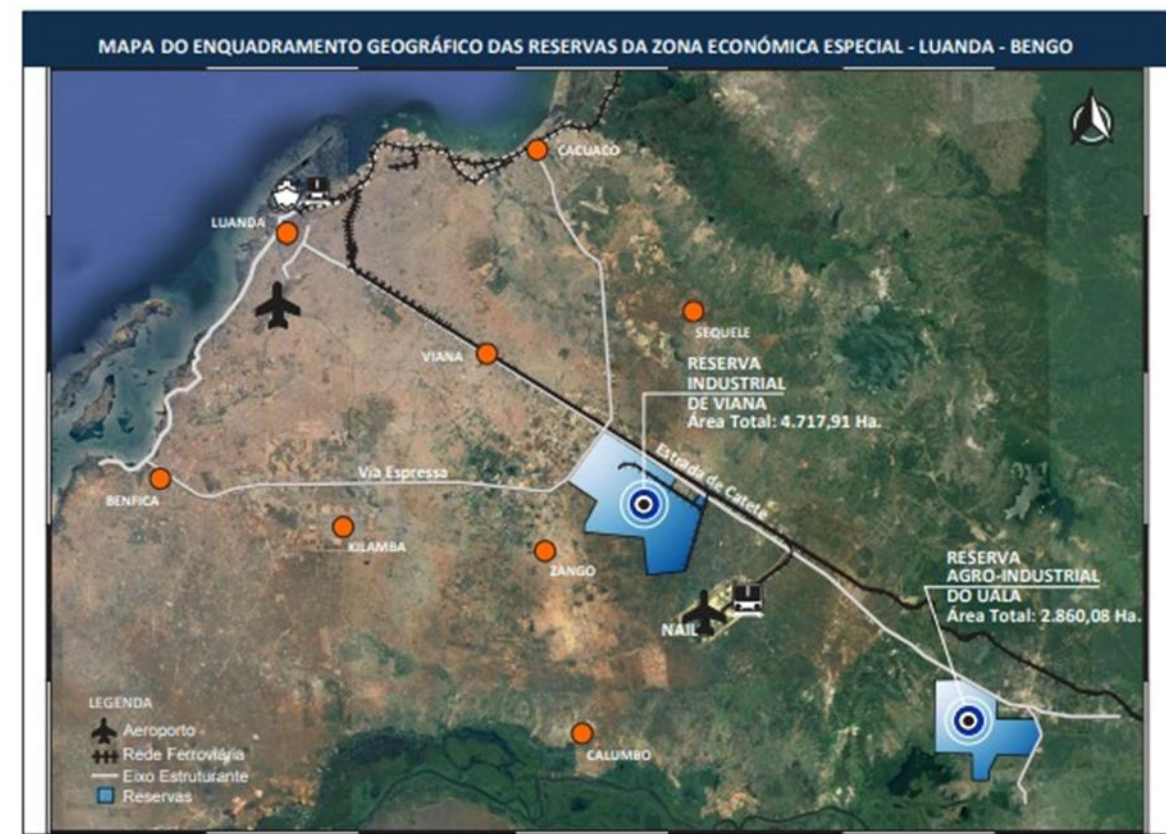 MAPA DO ENQUADRAMENTO GEOGRÁFICO DAS RESERVAS DA ZONA ECONÓMICA ESPECIAL - LUANDA - BENGO
CACUACO
LUANDA
SEQUELE
VIANA
RESERVA
INDUSTRIAL
DE VIANA
Área Total: 4.717,91 Ha.
Estrada de Catete
Via Espressa
BENFICA
KILAMBA
ZANGO
RESERVA
AGRO-INDUSTRIAL
DO UALA
Área Total: 2.860,08 Ha.
NAIL
CALUMBO
LEGENDA
Aeroporto
Rede Ferroviária
Eixo Estruturante
Reservas